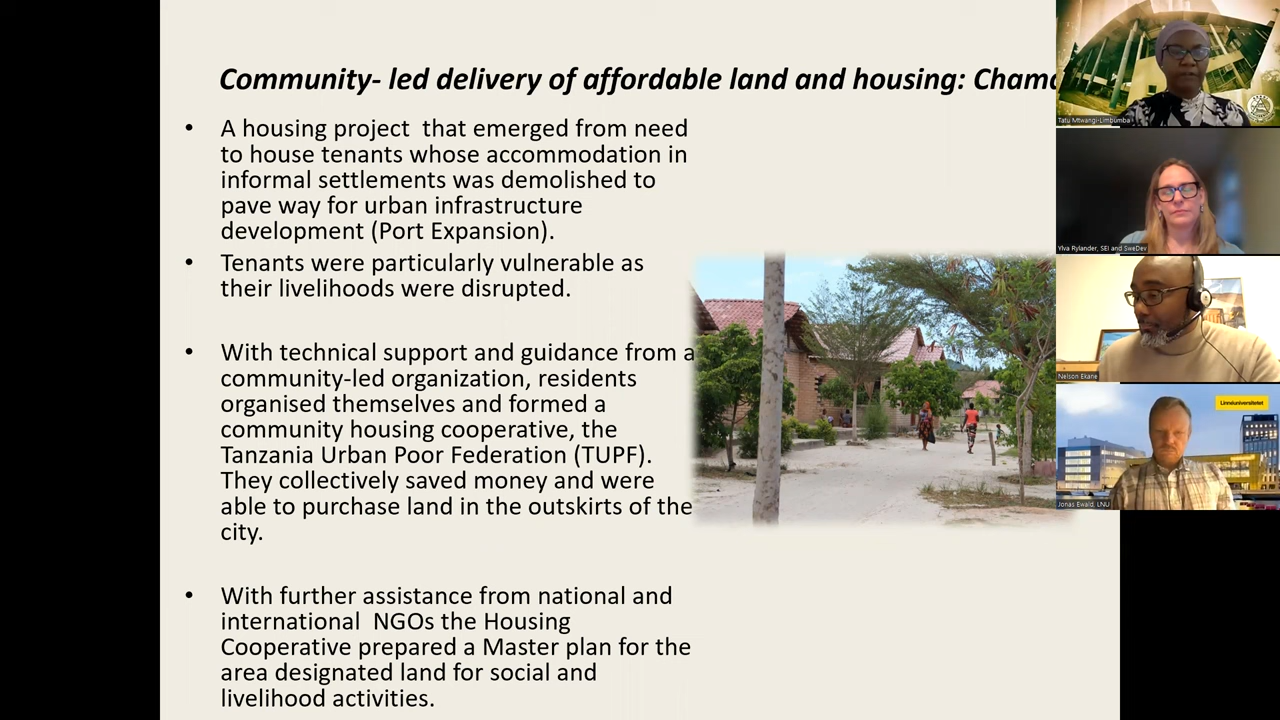 Community- led delivery of affordable land and housing: Chama
• A housing project that emerged from need
to house tenants whose accommodation in
informal settlements was demolished to
pave way for urban infrastructure
development (Port Expansion).
• Tenants were particularly vulnerable as
their livelihoods were disrupted.
• With technical support and guidance from a
community-led organization, residents
organised themselves and formed a
community housing cooperative, the
Tanzania Urban Poor Federation (TUPF).
They collectively saved money and were
able to purchase land in the outskirts of the
city.
• With further assistance from national and
international NGOs the Housing
Cooperative prepared a Master plan for the
area designated land for social and
livelihood activities.
Tatu Mtwangi-Limbumba
Ylva Rylander, SEI and SweDev
Nelson Ekane
Linnéuniversitetet
Jonas Ewald, LNU